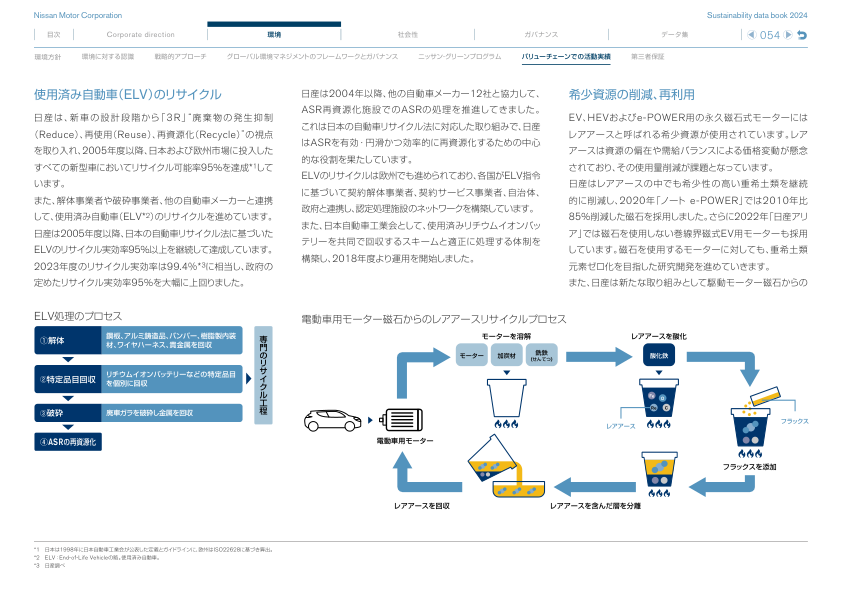 Nissan Motor Corporation
Sustainability data book 2024
目次
Corporate direction
環境
社会性
ガバナンス
データ集
054
環境方針
環境に対する認識
戦略的アプローチ
グローバル環境マネジメントのフレームワークとガバナンス
ニッサン・グリーンプログラム
バリューチェーンでの活動実績
第三者保証
使用済み自動車（ELV）のリサイクル
日産は、新車の設計段階から「3R」“廃棄物の発生抑制
（Reduce）、再使用（Reuse）、再資源化（Recycle）”の視点
を取り入れ、2005年度以降、日本および欧州市場に投入した
すべての新型車においてリサイクル可能率95%を達成*1して
います。
また、解体事業者や破砕事業者、他の自動車メーカーと連携
して、使用済み自動車（ELV*2）のリサイクルを進めています。
日産は2005年度以降、日本の自動車リサイクル法に基づいた
ELVのリサイクル実効率95%以上を継続して達成しています。
2023年度のリサイクル実効率は99.4%*3に相当し、政府の
定めたリサイクル実効率95%を大幅に上回りました。
日産は2004年以降、他の自動車メーカー12社と協力して、
ASR再資源化施設でのASRの処理を推進してきました。
これは日本の自動車リサイクル法に対応した取り組みで、日産
はASRを有効・円滑かつ効率的に再資源化するための中心
的な役割を果たしています。
ELVのリサイクルは欧州でも進められており、各国がELV指令
に基づいて契約解体事業者、契約サービス事業者、自治体、
政府と連携し、認定処理施設のネットワークを構築しています。
また、日本自動車工業会として、使用済みリチウムイオンバッ
テリーを共同で回収するスキームと適正に処理する体制を
構築し、2018年度より運用を開始しました。
希少資源の削減、再利用
EV、HEVおよびe-POWER用の永久磁石式モーターには
レアアースと呼ばれる希少資源が使用されています。レア
アースは資源の偏在や需給バランスによる価格変動が懸念
されており、その使用量削減が課題となっています。
日産はレアアースの中でも希少性の高い重希土類を継続
的に削減し、2020年「ノート e-POWER」では2010年比
85%削減した磁石を採用しました。さらに2022年「日産アリ
ア」では磁石を使用しない巻線界磁式EV用モーターも採用
しています。磁石を使用するモーターに対しても、重希土類
元素ゼロ化を目指した研究開発を進めていきます。
また、日産は新たな取り組みとして駆動モーター磁石からの
ELV処理のプロセス
①解体
鋼板、アルミ鋳造品、バンパー、樹脂製内装
材、ワイヤハーネス、貴金属を回収
②特定品目回収
リチウムイオンバッテリーなどの特定品目
を個別に回収
③破砕
廃車ガラを破砕し金属を回収
④ASRの再資源化
専門のリサイクル工程
電動車用モーター磁石からのレアアースリサイクルプロセス
モーターを溶解
モーター
加炭材
銑鉄
（せんてつ）
レアアースを酸化
酸化鉄
レアアース
フラックス
フラックスを添加
電動車用モーター
レアアースを回収
レアアースを含んだ層を分離
*1 日本は1998年に日本自動車工業会が公表した定義とガイドラインに、欧州はISO22628に基づき算出。
*2 ELV：End-of-Life Vehicleの略。使用済み自動車。
*3 日産調べ